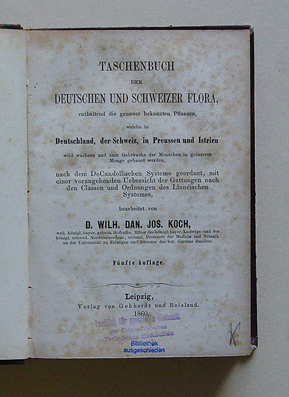 TASCHENBUCH
DER
DEUTSCHEN UND SCHWEIZER FLORA,
enthaltend die genauer bekannten Pflanzen,
welche in
Deutschland, der Schweiz, in Preussen und Istrien
wild wachsen und zum Gebrauche der Menschen in grösserer
Menge gebauet werden,
nach dem DeCandollischen Systeme geordnet, mit
einer vorangehenden Uebersicht der Gattungen nach
den Classen und Ordnungen des Linnéischen
Systemes,
bearbeitet von
D. WILH. DAN. JOS. KOCH,
Fünfte Auflage.
Leipzig,
Verlag von Gebhardt und Reisland.
1860.
Bibliothek
ausgeschieden